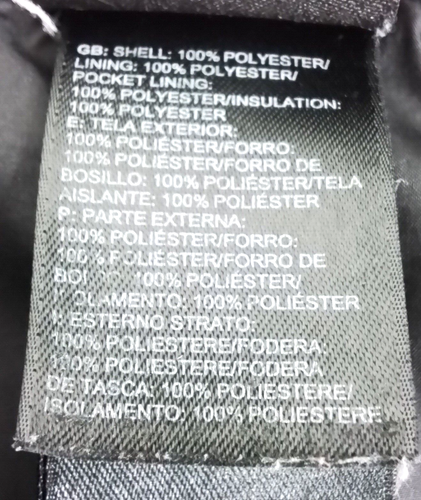 GB: SHELL: 100% POLYESTER/
LINING: 100% POLYESTER/
POCKET LINING:
100% POLYESTER/INSULATION:
100% POLYESTER
E: TELA EXTERIOR:
100% POLIÉSTER/FORRO:
100% POLIÉSTER/FORRO DE
BOSILLO: 100% POLIÉSTER/TELA
AISLANTE: 100% POLIÉSTER
P: PARTE EXTERNA:
100% POLIÉSTER/FORRO:
100% POLIÉSTER/FORRO DE
100% POLIÉSTER/
100% POLIÉSTER
ESTERNO STRATO:
100% POLIESTERE/FODERA
100% POLIESTERE/FODERA
DE TASCA: 100% POLIESTERE/
ISOLAMENTO: 100% POLIESTERE